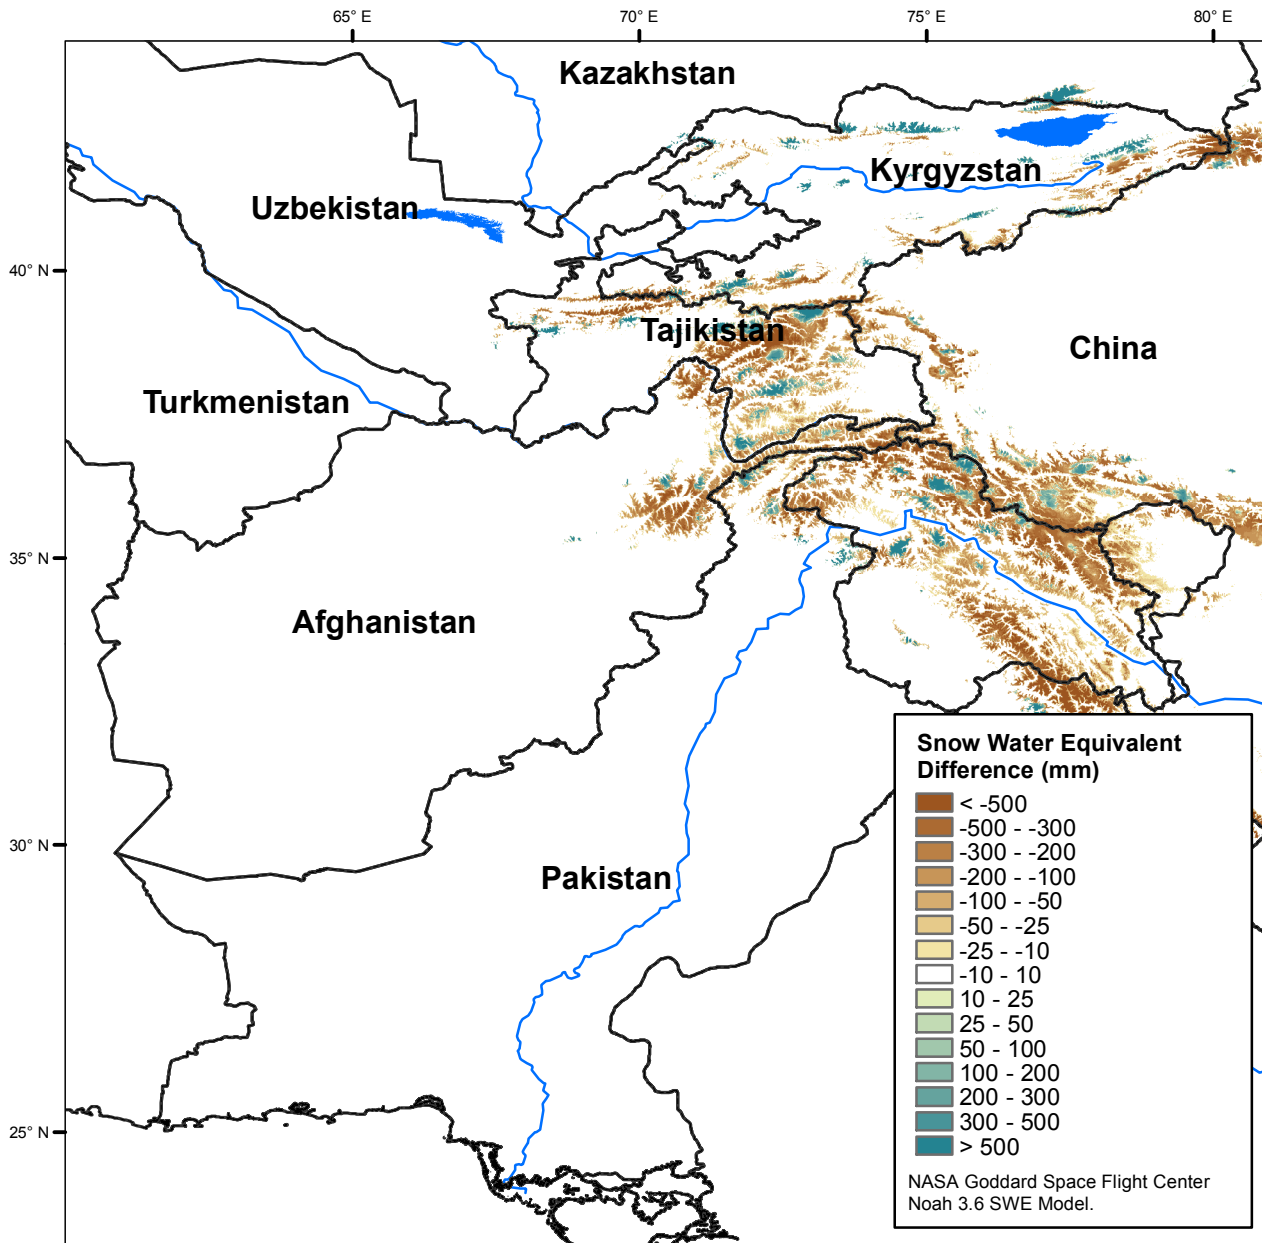 65° E
70° E
75° E
80° E
Kazakhstan
Kyrgyzstan
Uzbekistan
40° N
Tajikistan
China
Turkmenistan
35° N
Afghanistan
Snow Water Equivalent
Difference (mm)
< -500
-500 - -300
-300 - -200
-200 - -100
-100 - -50
-50 - -25
-25 - -10
-10 - 10
10 - 25
25 - 50
50 - 100
100 - 200
200 - 300
300 - 500
> 500
NASA Goddard Space Flight Center
Noah 3.6 SWE Model.
30° N
Pakistan
25° N